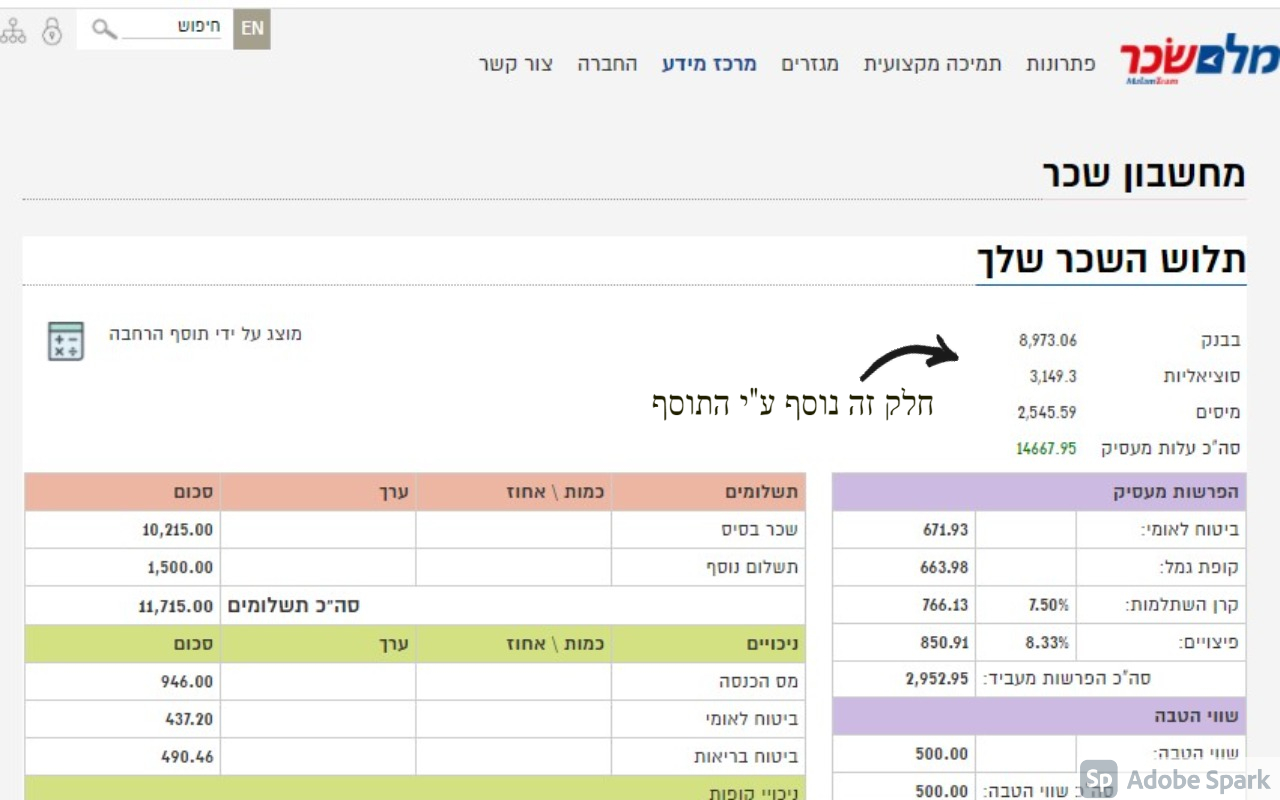 חיפוש EN
מלם שכר
MalamTeam
פתרונות תמיכה מקצועית מגזרים מרכז מידע החברה צור קשר
מחשבון שכר
תלוש השכר שלך
מוצג על ידי תוסף הרחבה
בבנק 8,973.06
סוציאליות 3,149.3
מיסים 2,545.59
סה"כ עלות מעסיק 14667.95
חלק זה נוסף ע"י התוסף
הפרשות מעסיק
ביטוח לאומי: 671.93
קופת גמל: 663.98
קרן השתלמות: 7.50% 766.13
פיצויים: 8.33% 850.91
סה"כ הפרשות מעביד: 2,952.95
שווי הטבה
שווי הטבה: 500.00
סה"כ שווי הטבה: 500.00
תשלומים כמות \ אחוז ערך סכום
שכר בסיס 10,215.00
תשלום נוסף 1,500.00
סה"כ תשלומים 11,715.00
ניכויים כמות \ אחוז ערך סכום
מס הכנסה 946.00
ביטוח לאומי 437.20
ביטוח בריאות 490.46
ניכויי קופות
Sp Adobe Spark